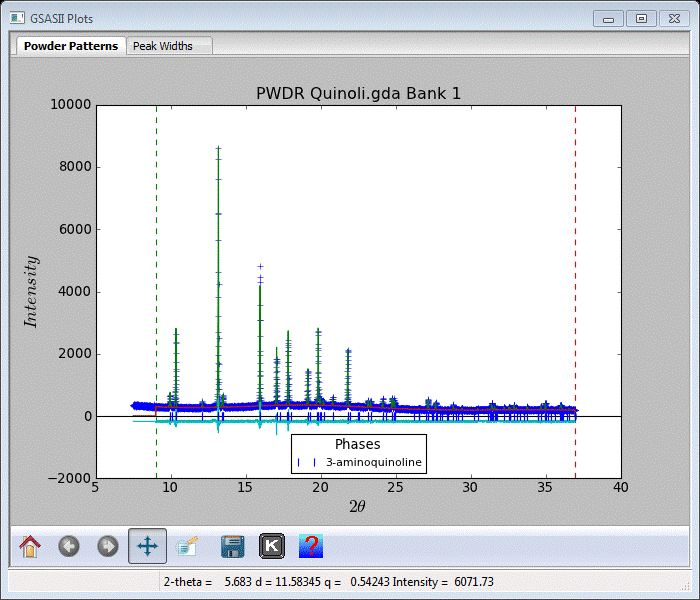 GSASII Plots
Powder Patterns Peak Widths
PWDR Quinoli.gda Bank 1
10000
8000
6000
4000
2000
0
−2000
Intensity
5 10 15 20 25 30 35 40
2θ
Phases
3-aminoquinoline
K ?
2-theta = 5.683 d = 11.58345 q = 0.54243 Intensity = 6071.73